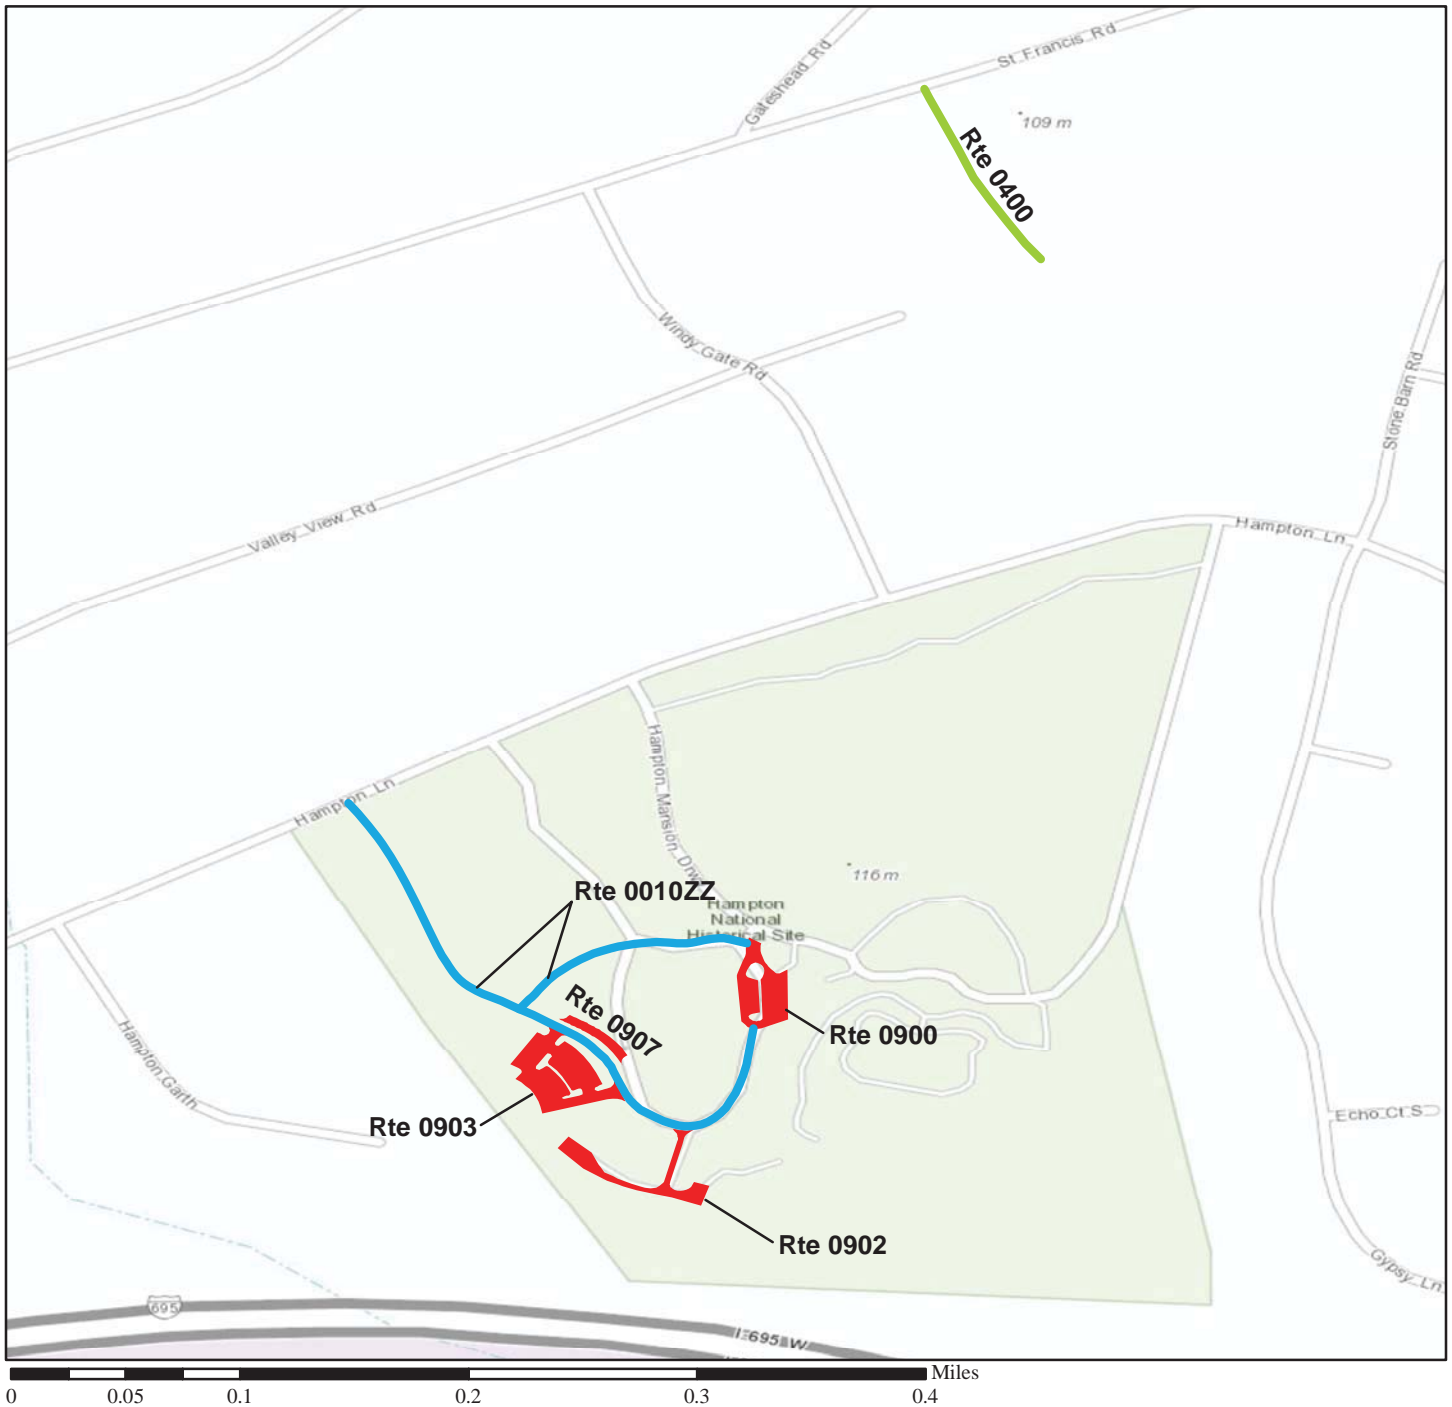 Gateshead Rd
St Francis Rd
109 m
Rte 0400
Windy Gate Rd
Stone Barn Rd
Valley View Rd
Hampton Ln
Hampton Mansion Drive
Hampton Ln
116 m
Rte 0010ZZ
Hampton
National
Historical Site
Rte 0907
Rte 0900
Hampton Garth
Rte 0903
Echo Ct S
Rte 0902
Gypsy Ln
695
I-695 W
Miles
0 0.05 0.1 0.2 0.3 0.4